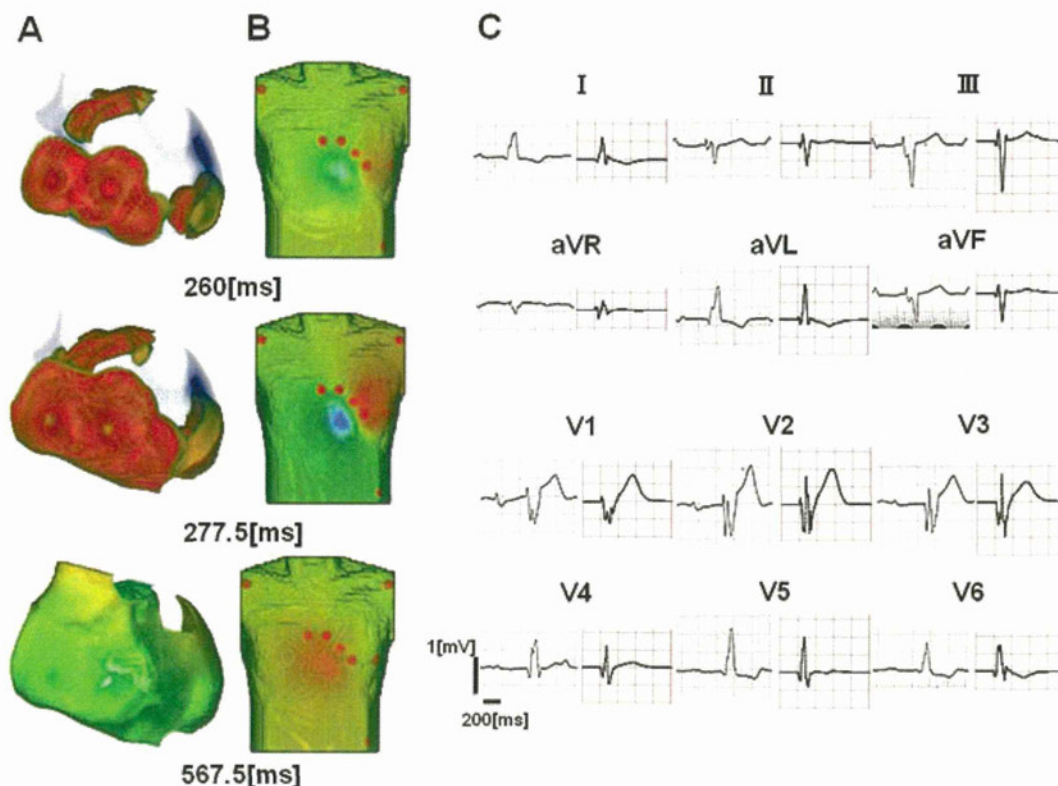 A B C
I II III
260[ms]
aVR aVL aVF
277.5[ms]
V1 V2 V3
V4 V5 V6
1[mV]
200[ms]
567.5[ms]